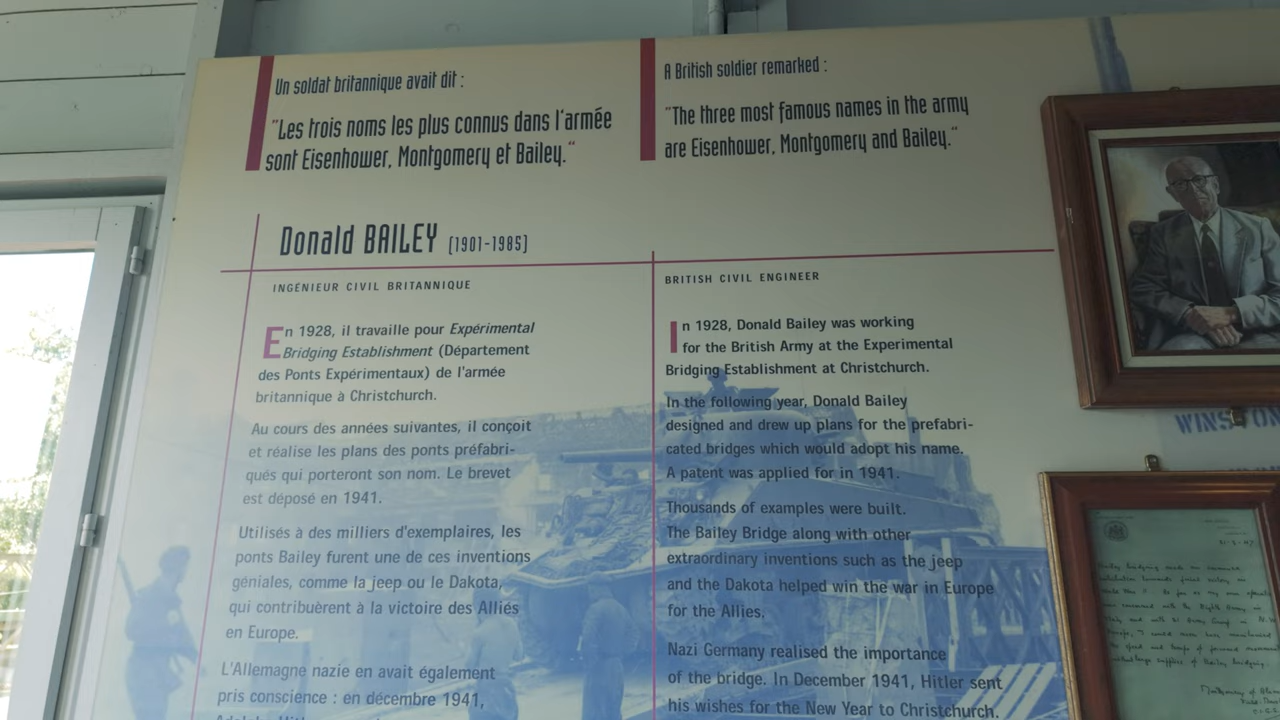 Un soldat britannique avait dit :
"Les trois noms les plus connus dans l'armée
sont Eisenhower, Montgomery et Bailey."
A British soldier remarked :
"The three most famous names in the army
are Eisenhower, Montgomery and Bailey."
Donald BAILEY (1901-1985)
INGÉNIEUR CIVIL BRITANNIQUE
En 1928, il travaille pour Expérimental
Bridging Establishment (Département
des Ponts Expérimentaux) de l'armée
britannique à Christchurch.
Au cours des années suivantes, il conçoit
et réalise les plans des ponts préfabri-
qués qui porteront son nom. Le brevet
est déposé en 1941.
Utilisés à des milliers d'exemplaires, les
ponts Bailey furent une de ces inventions
géniales, comme la jeep ou le Dakota,
qui contribuèrent à la victoire des Alliés
en Europe.
L'Allemagne nazie en avait également
pris conscience : en décembre 1941,
BRITISH CIVIL ENGINEER
In 1928, Donald Bailey was working
for the British Army at the Experimental
Bridging Establishment at Christchurch.
In the following year, Donald Bailey
designed and drew up plans for the prefabri-
cated bridges which would adopt his name.
A patent was applied for in 1941.
Thousands of examples were built.
The Bailey Bridge along with other
extraordinary inventions such as the jeep
and the Dakota helped win the war in Europe
for the Allies.
Nazi Germany realised the importance
of the bridge. In December 1941, Hitler sent
his wishes for the New Year to Christchurch.
WINSTON